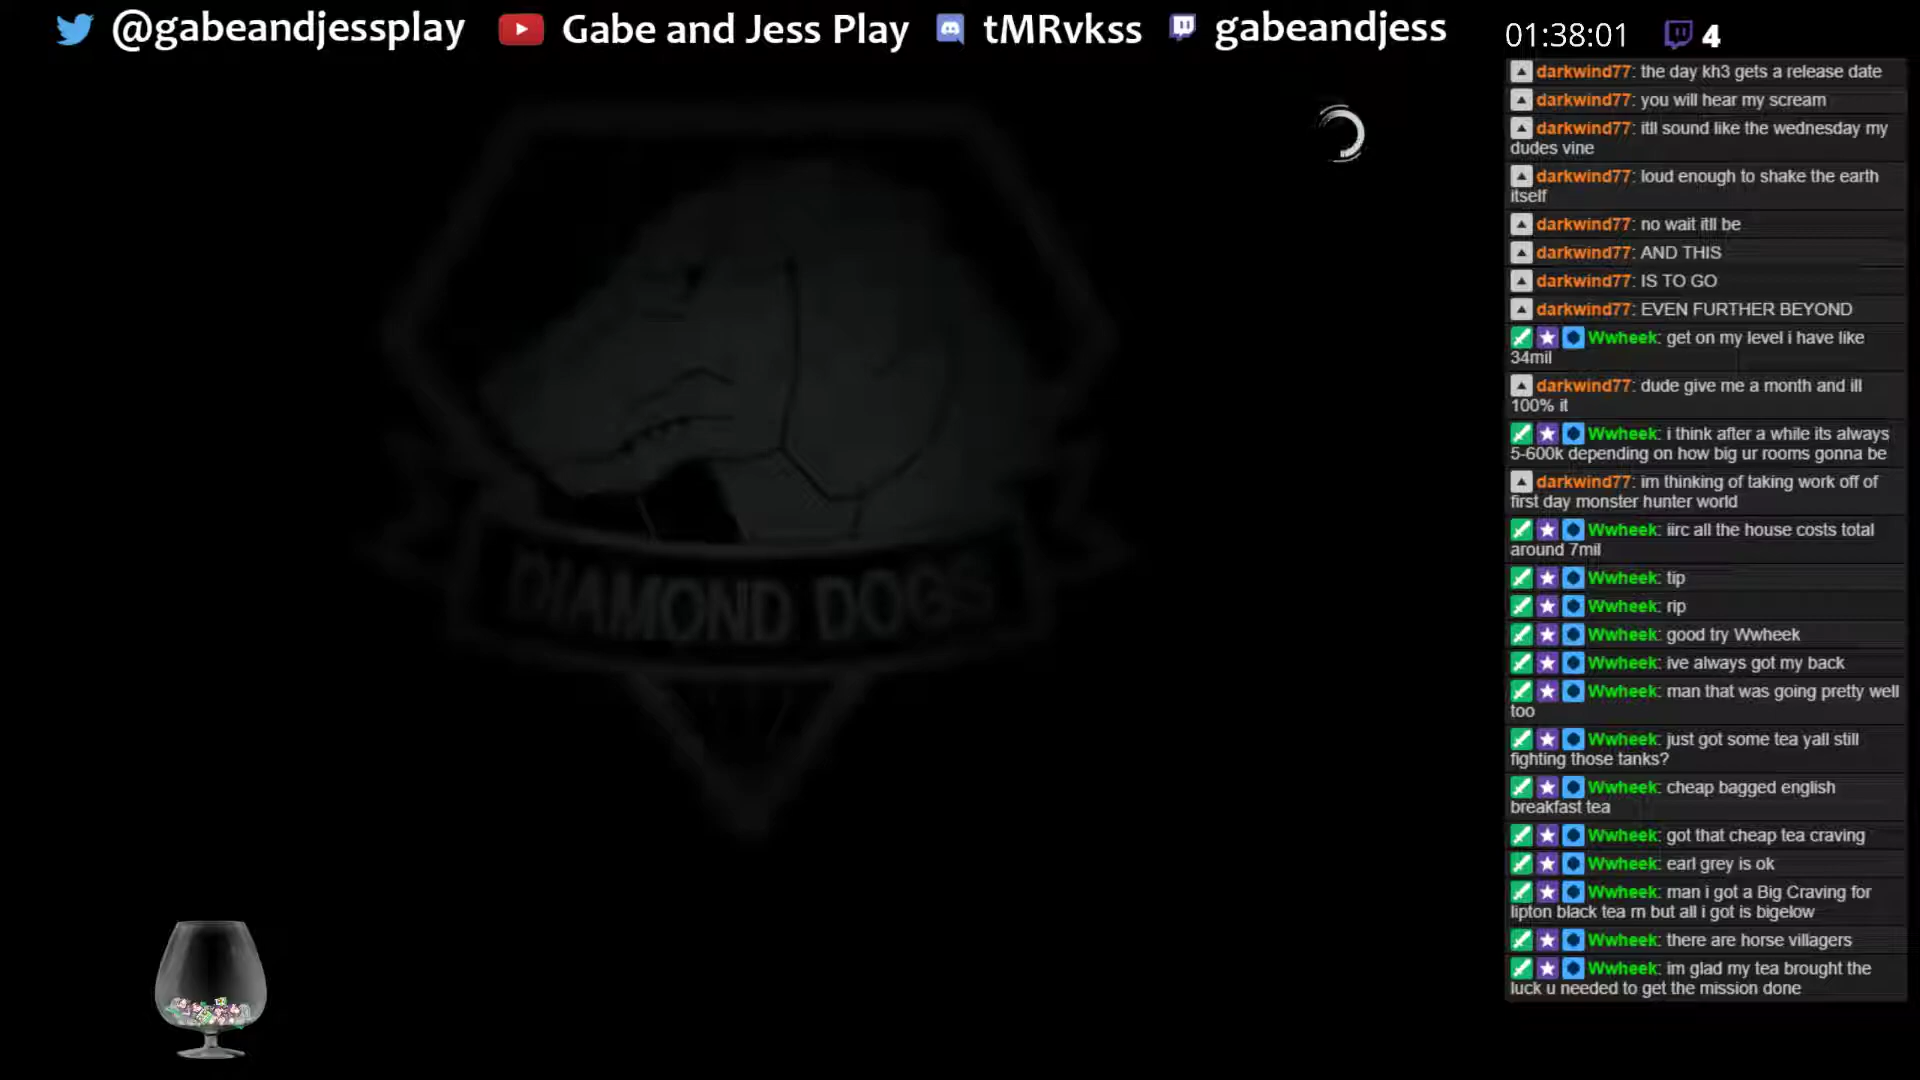 @gabeandjessplay Gabe and Jess Play tMRvkss gabeandjess 01:38:01 4
darkwind77: the day kh3 gets a release date
darkwind77: you will hear my scream
darkwind77: itll sound like the wednesday my
dudes vine
darkwind77: loud enough to shake the earth
itself
darkwind77: no wait itll be
darkwind77: AND THIS
darkwind77: IS TO GO
darkwind77: EVEN FURTHER BEYOND
Wwheek: get on my level i have like
34mil
darkwind77: dude give me a month and ill
100% it
Wwheek: i think after a while its always
5-600k depending on how big ur rooms gonna be
darkwind77: im thinking of taking work off of
first day monster hunter world
Wwheek: iirc all the house costs total
around 7mil
Wwheek: tip
Wwheek: rip
Wwheek: good try Wwheek
Wwheek: ive always got my back
Wwheek: man that was going pretty well
too
Wwheek: just got some tea yall still
fighting those tanks?
Wwheek: cheap bagged english
breakfast tea
Wwheek: got that cheap tea craving
Wwheek: earl grey is ok
Wwheek: man i got a Big Craving for
lipton black tea rn but all i got is bigelow
Wwheek: there are horse villagers
Wwheek: im glad my tea brought the
luck u needed to get the mission done
DIAMOND DOGS